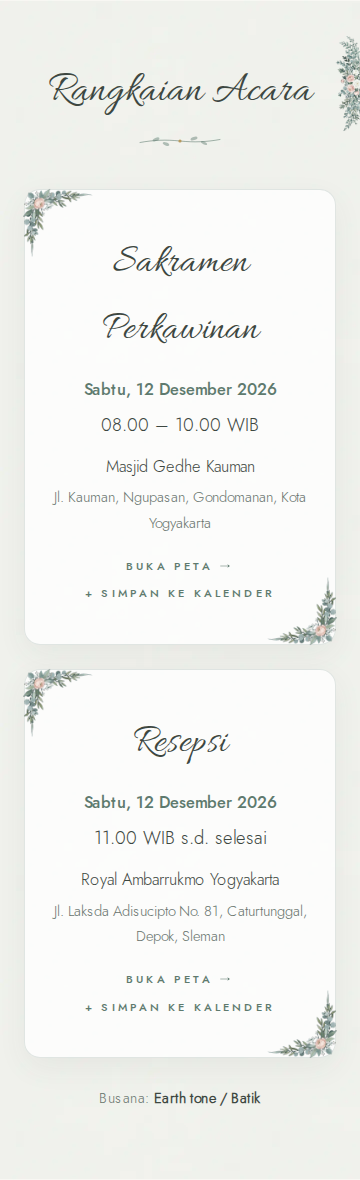 Rangkaian Acara
Sakramen
Perkawinan
Sabtu, 12 Desember 2026
08.00 – 10.00 WIB
Masjid Gedhe Kauman
Jl. Kauman, Ngupasan, Gondomanan, Kota
Yogyakarta
BUKA PETA →
+ SIMPAN KE KALENDER
Resepsi
Sabtu, 12 Desember 2026
11.00 WIB s.d. selesai
Royal Ambarrukmo Yogyakarta
Jl. Laksda Adisucipto No. 81, Caturtunggal,
Depok, Sleman
BUKA PETA →
+ SIMPAN KE KALENDER
Busana: Earth tone / Batik